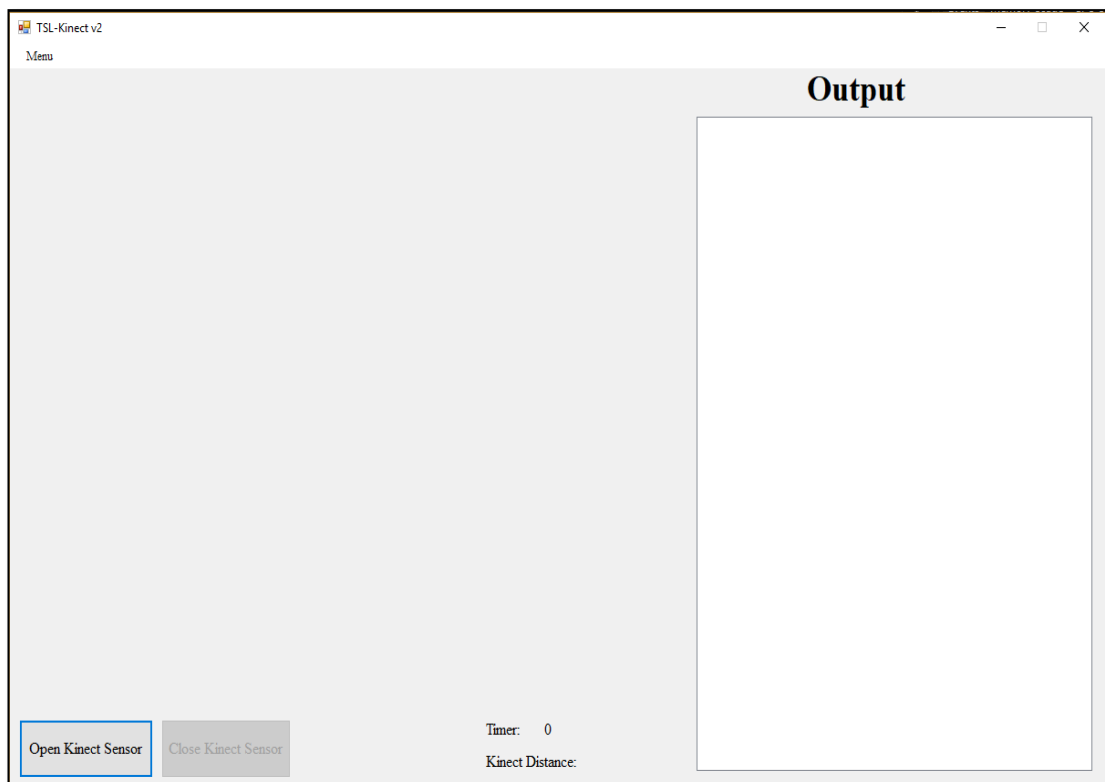 TSL-Kinect v2
Menu
Output
Open Kinect Sensor
Close Kinect Sensor
Timer: 0
Kinect Distance: